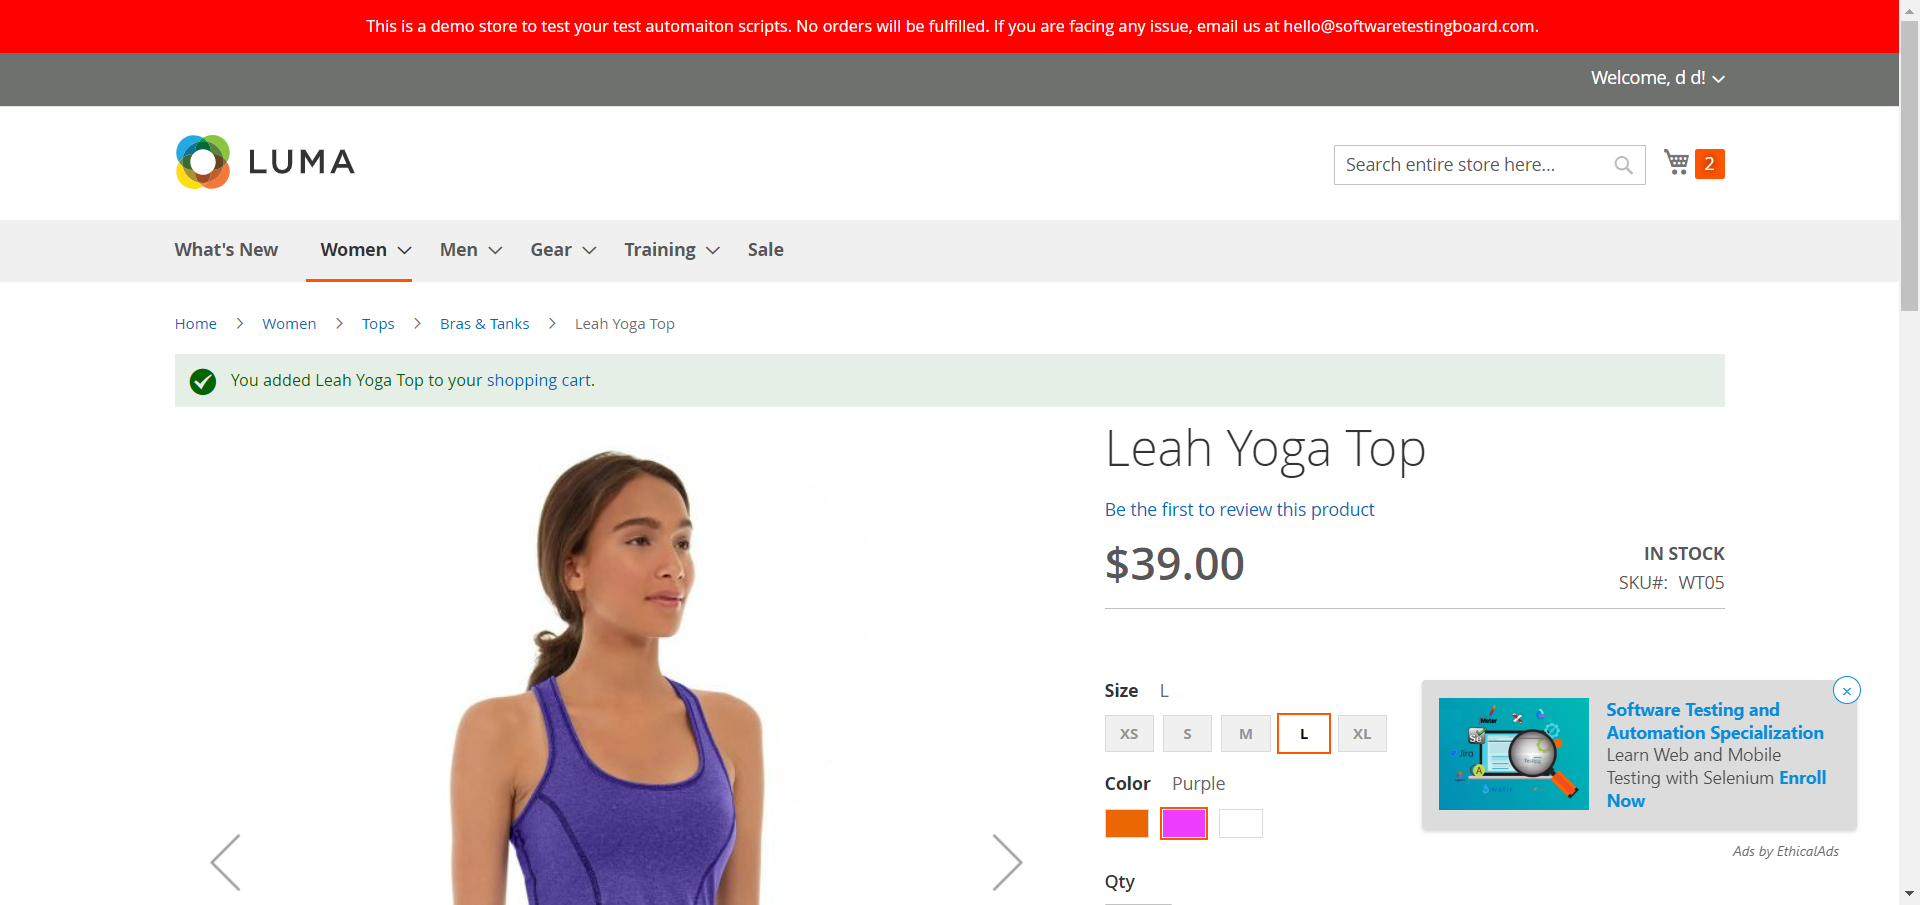 This is a demo store to test your test automaiton scripts. No orders will be fulfilled. If you are facing any issue, email us at hello@softwaretestingboard.com.
Welcome, d d!
LUMA
Search entire store here...
2
What's New Women Men Gear Training Sale
Home Women Tops Bras & Tanks Leah Yoga Top
You added Leah Yoga Top to your shopping cart.
Leah Yoga Top
Be the first to review this product
$39.00
IN STOCK
SKU#: WT05
Size L
XS S M L XL
Color Purple
Qty
Software Testing and
Automation Specialization
Learn Web and Mobile
Testing with Selenium Enroll
Now
Meter
Se
Jira
Ads by EthicalAds